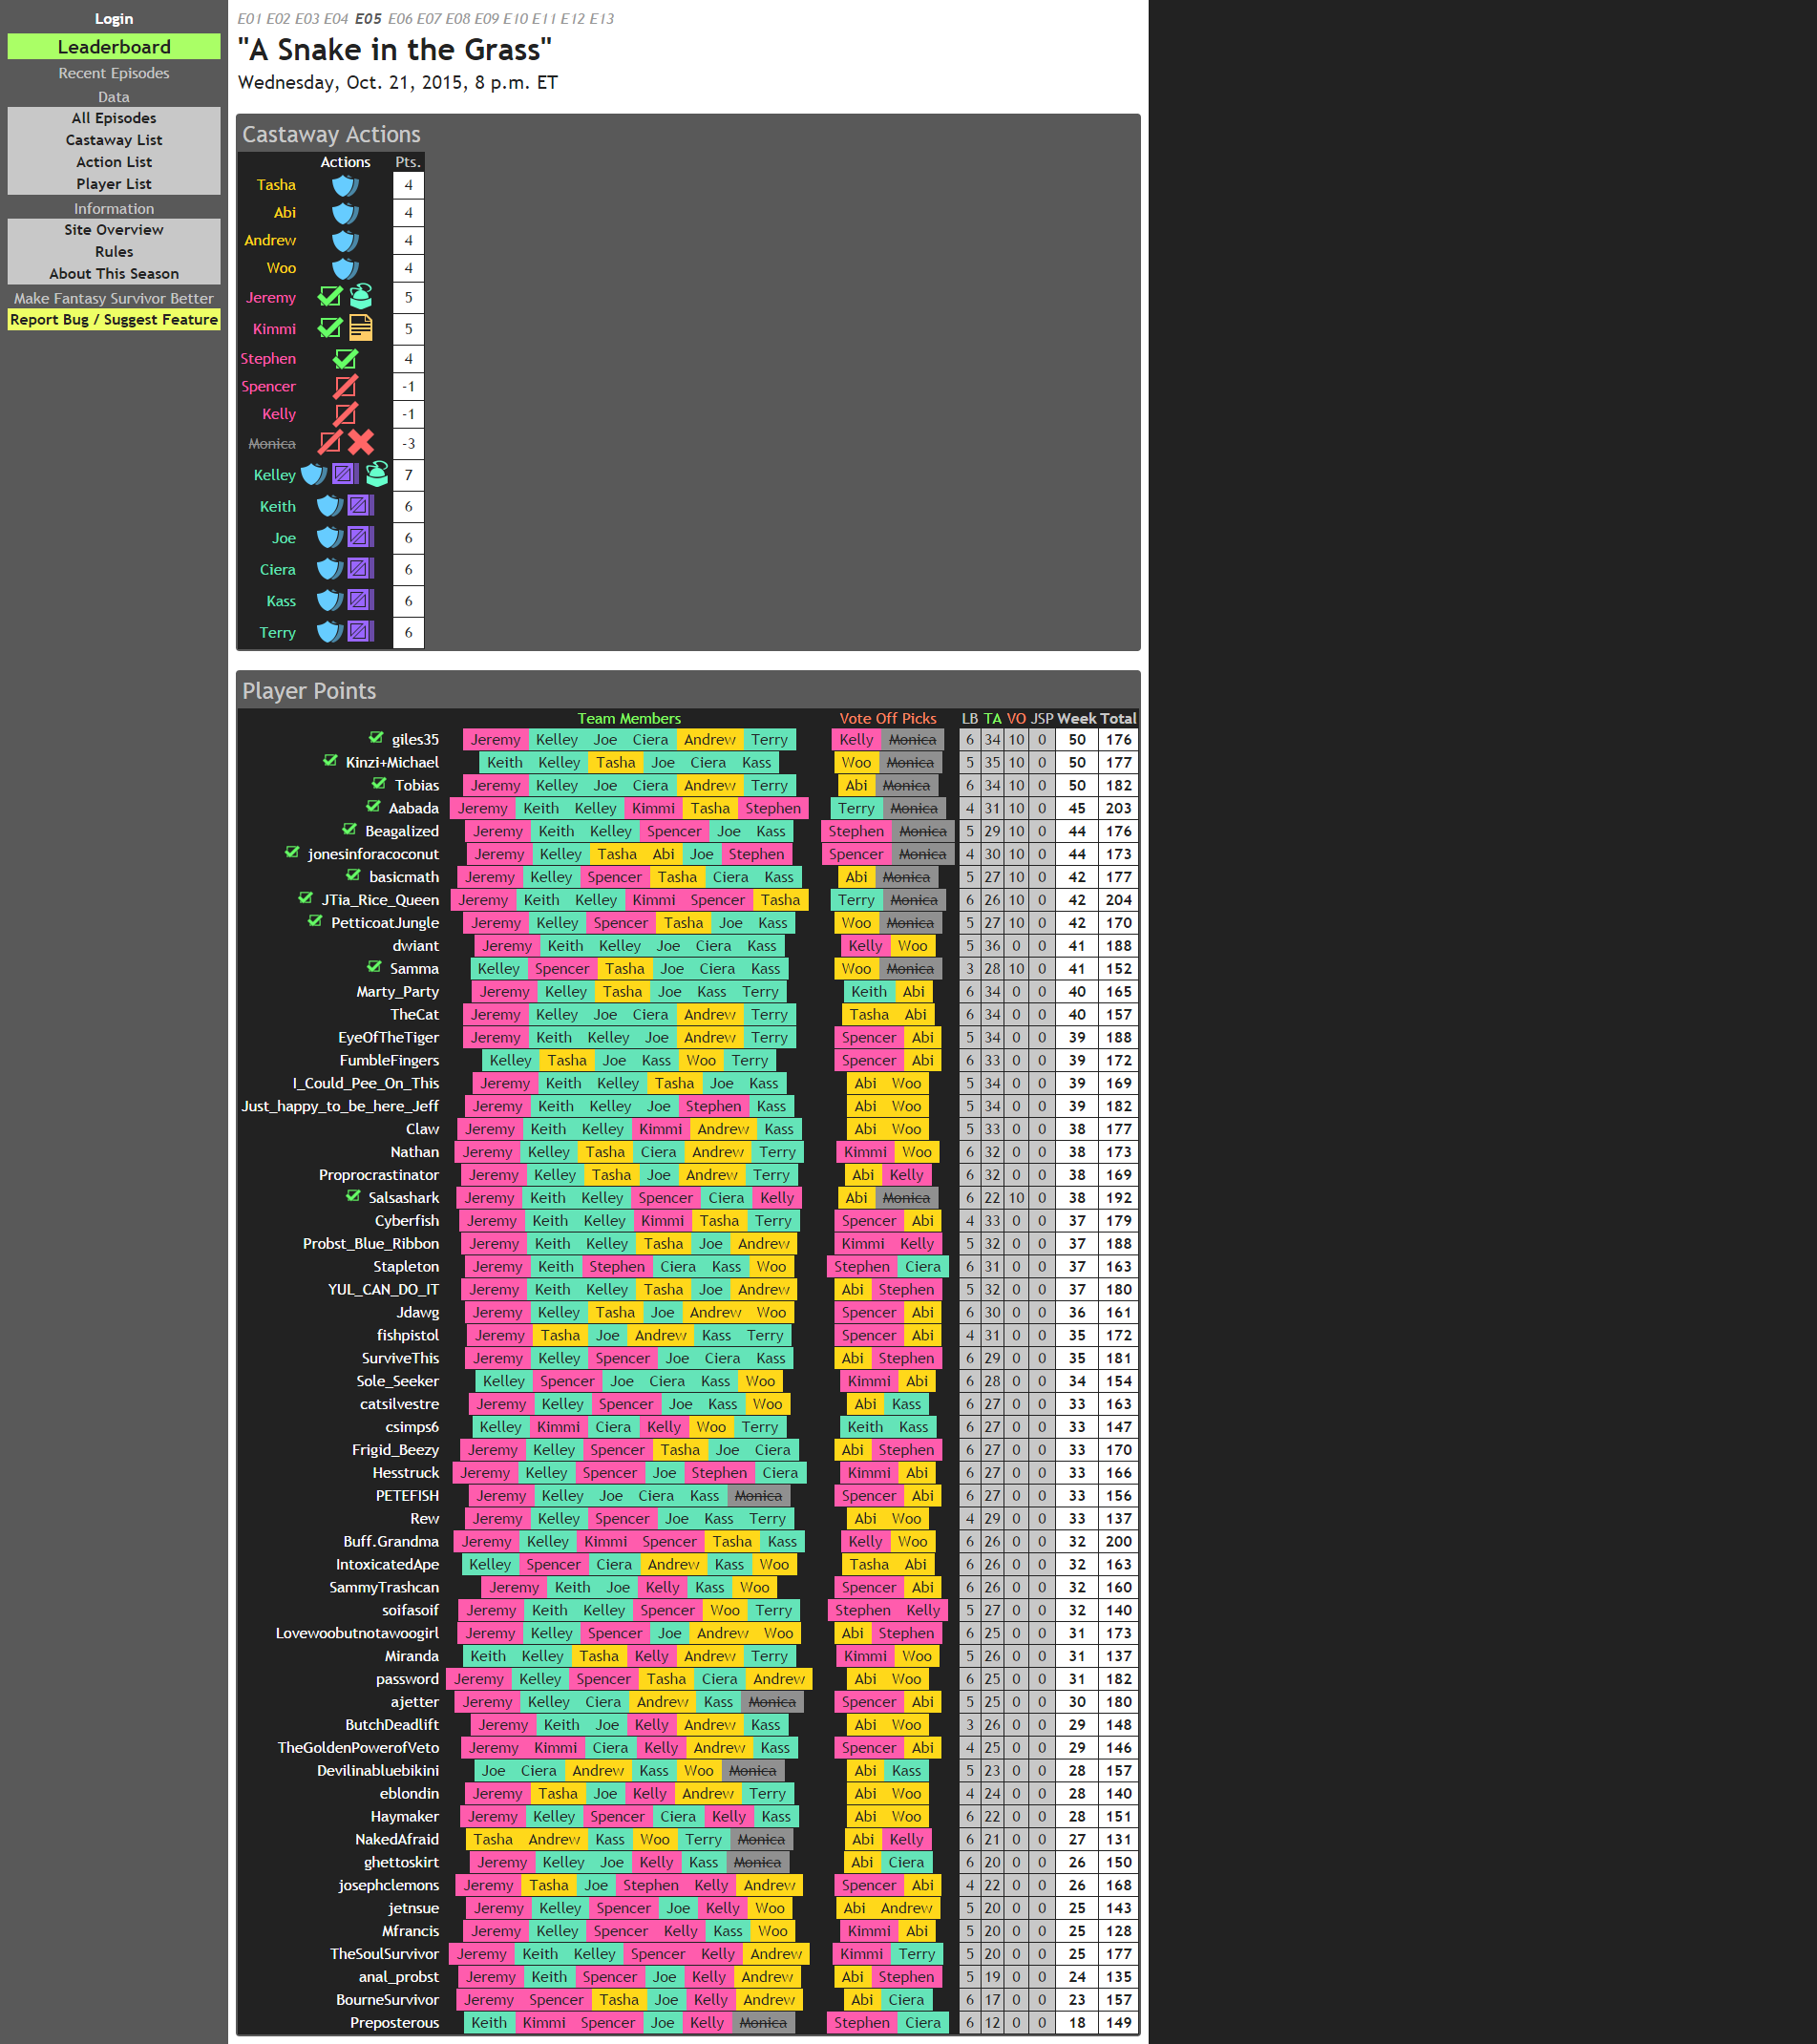 Login
Leaderboard
Recent Episodes
Data
All Episodes
Castaway List
Action List
Player List
Information
Site Overview
Rules
About This Season
Make Fantasy Survivor Better
Report Bug / Suggest Feature
E01 E02 E03 E04 E05 E06 E07 E08 E09 E10 E11 E12 E13
"A Snake in the Grass"
Wednesday, Oct. 21, 2015, 8 p.m. ET
Castaway Actions
Actions Pts.
Tasha 4
Abi 4
Andrew 4
Woo 4
Jeremy 5
Kimmi 5
Stephen 4
Spencer -1
Kelly -1
Monica -3
Kelley 7
Keith 6
Joe 6
Ciera 6
Kass 6
Terry 6
Player Points
Team Members Vote Off Picks LB TA VO JSP Week Total
giles35 Jeremy Kelley Joe Ciera Andrew Terry Kelly Monica 6 34 10 0 50 176
Kinzi+Michael Keith Kelley Tasha Joe Ciera Kass Woo Monica 5 35 10 0 50 177
Tobias Jeremy Kelley Joe Ciera Andrew Terry Abi Monica 6 34 10 0 50 182
Aabada Jeremy Keith Kelley Kimmi Tasha Stephen Terry Monica 4 31 10 0 45 203
Beagalized Jeremy Keith Kelley Spencer Joe Kass Stephen Monica 5 29 10 0 44 176
jonesinforacoconut Jeremy Kelley Tasha Abi Joe Stephen Spencer Monica 4 30 10 0 44 173
basicmath Jeremy Kelley Spencer Tasha Ciera Kass Abi Monica 5 27 10 0 42 177
JTia_Rice_Queen Jeremy Keith Kelley Kimmi Spencer Tasha Terry Monica 6 26 10 0 42 204
PetticoatJungle Jeremy Kelley Spencer Tasha Joe Kass Woo Monica 5 27 10 0 42 170
dwiant Jeremy Keith Kelley Joe Ciera Kass Kelly Woo 5 36 0 0 41 188
Samma Kelley Spencer Tasha Joe Ciera Kass Woo Monica 3 28 10 0 41 152
Marty_Party Jeremy Kelley Tasha Joe Kass Terry Keith Abi 6 34 0 0 40 165
TheCat Jeremy Kelley Joe Ciera Andrew Terry Tasha Abi 6 34 0 0 40 157
EyeOfTheTiger Jeremy Keith Kelley Joe Andrew Terry Spencer Abi 5 34 0 0 39 188
FumbleFingers Kelley Tasha Joe Kass Woo Terry Spencer Abi 6 33 0 0 39 172
I_Could_Pee_On_This Jeremy Keith Kelley Tasha Joe Kass Abi Woo 5 34 0 0 39 169
Just_happy_to_be_here_Jeff Jeremy Keith Kelley Joe Stephen Kass Abi Woo 5 34 0 0 39 182
Claw Jeremy Keith Kelley Kimmi Andrew Kass Abi Woo 5 33 0 0 38 177
Nathan Jeremy Kelley Tasha Ciera Andrew Terry Kimmi Woo 6 32 0 0 38 173
Proprocrastinator Jeremy Kelley Tasha Joe Andrew Terry Abi Kelly 6 32 0 0 38 169
Salsashark Jeremy Keith Kelley Spencer Ciera Kelly Abi Monica 6 22 10 0 38 192
Cyberfish Jeremy Keith Kelley Kimmi Tasha Terry Spencer Abi 4 33 0 0 37 179
Probst_Blue_Ribbon Jeremy Keith Kelley Tasha Joe Andrew Kimmi Kelly 5 32 0 0 37 188
Stapleton Jeremy Keith Stephen Ciera Kass Woo Stephen Ciera 6 31 0 0 37 163
YUL_CAN_DO_IT Jeremy Keith Kelley Tasha Joe Andrew Abi Stephen 5 32 0 0 37 180
Jdawg Jeremy Kelley Tasha Joe Andrew Woo Spencer Abi 6 30 0 0 36 161
fishpistol Jeremy Tasha Joe Andrew Kass Terry Spencer Abi 4 31 0 0 35 172
SurviveThis Jeremy Kelley Spencer Joe Ciera Kass Abi Stephen 6 29 0 0 35 181
Sole_Seeker Kelley Spencer Joe Ciera Kass Woo Kimmi Abi 6 28 0 0 34 154
catsilvestre Jeremy Kelley Spencer Joe Kass Woo Abi Kass 6 27 0 0 33 163
csimps6 Kelley Kimmi Ciera Kelly Woo Terry Keith Kass 6 27 0 0 33 147
Frigid_Beezy Jeremy Kelley Spencer Tasha Joe Ciera Abi Stephen 6 27 0 0 33 170
Hesstruck Jeremy Kelley Spencer Joe Stephen Ciera Kimmi Abi 6 27 0 0 33 166
PETEFISH Jeremy Kelley Joe Ciera Kass Monica Spencer Abi 6 27 0 0 33 156
Rew Jeremy Kelley Spencer Joe Kass Terry Abi Woo 4 29 0 0 33 137
Buff.Grandma Jeremy Kelley Kimmi Spencer Tasha Kass Kelly Woo 6 26 0 0 32 200
IntoxicatedApe Kelley Spencer Ciera Andrew Kass Woo Tasha Abi 6 26 0 0 32 163
SammyTrashcan Jeremy Keith Joe Kelly Kass Woo Spencer Abi 6 26 0 0 32 160
soifasoif Jeremy Keith Kelley Spencer Woo Terry Stephen Kelly 5 27 0 0 32 140
Lovewoobutnotawoogirl Jeremy Kelley Spencer Joe Andrew Woo Abi Stephen 6 25 0 0 31 173
Miranda Keith Kelley Tasha Kelly Andrew Terry Kimmi Woo 5 26 0 0 31 137
password Jeremy Kelley Spencer Tasha Ciera Andrew Abi Woo 6 25 0 0 31 182
ajetter Jeremy Kelley Ciera Andrew Kass Monica Spencer Abi 5 25 0 0 30 180
ButchDeadlift Jeremy Keith Joe Kelly Andrew Kass Abi Woo 3 26 0 0 29 148
TheGoldenPowerofVeto Jeremy Kimmi Ciera Kelly Andrew Kass Spencer Abi 4 25 0 0 29 146
Devilinabluebikini Joe Ciera Andrew Kass Woo Monica Abi Kass 5 23 0 0 28 157
eblondin Jeremy Tasha Joe Kelly Andrew Terry Abi Woo 4 24 0 0 28 140
Haymaker Jeremy Kelley Spencer Ciera Kelly Kass Abi Woo 6 22 0 0 28 151
NakedAfraid Tasha Andrew Kass Woo Terry Monica Abi Kelly 6 21 0 0 27 131
ghettoskirt Jeremy Kelley Joe Kelly Kass Monica Abi Ciera 6 20 0 0 26 150
josephclemons Jeremy Tasha Joe Stephen Kelly Andrew Spencer Abi 4 22 0 0 26 168
jetnsue Jeremy Kelley Spencer Joe Kelly Woo Abi Andrew 5 20 0 0 25 143
Mfrancis Jeremy Kelley Spencer Kelly Kass Woo Kimmi Abi 5 20 0 0 25 128
TheSoulSurvivor Jeremy Keith Kelley Spencer Kelly Andrew Kimmi Terry 5 20 0 0 25 177
anal_probst Jeremy Keith Spencer Joe Kelly Andrew Abi Stephen 5 19 0 0 24 135
BourneSurvivor Jeremy Spencer Tasha Joe Kelly Andrew Abi Ciera 6 17 0 0 23 157
Preposterous Keith Kimmi Spencer Joe Kelly Monica Stephen Ciera 6 12 0 0 18 149